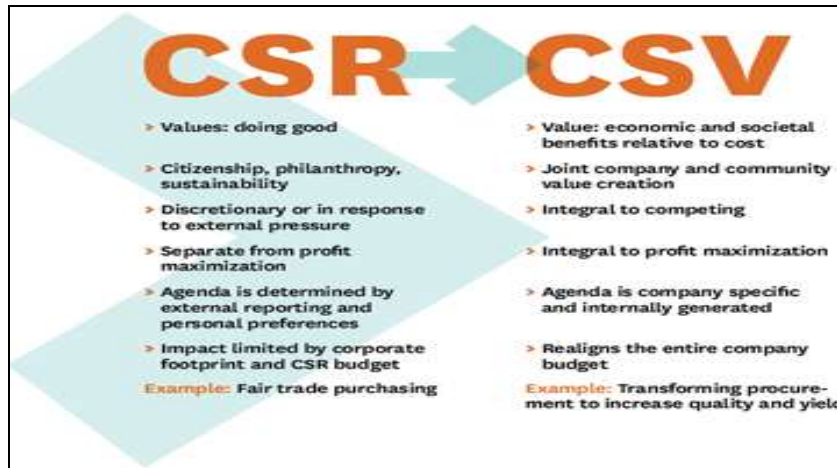 CSR CSV
> Values: doing good
> Citizenship, philanthropy,
sustainability
> Discretionary or in response
to external pressure
> Separate from profit
maximization
> Agenda is determined by
external reporting and
personal preferences
> Impact limited by corporate
footprint and CSR budget
Example: Fair trade purchasing
> Value: economic and societal
benefits relative to cost
> Joint company and community
value creation
> Integral to competing
> Integral to profit maximization
> Agenda is company specific
and internally generated
> Realigns the entire company
budget
Example: Transforming procure-
ment to increase quality and yield